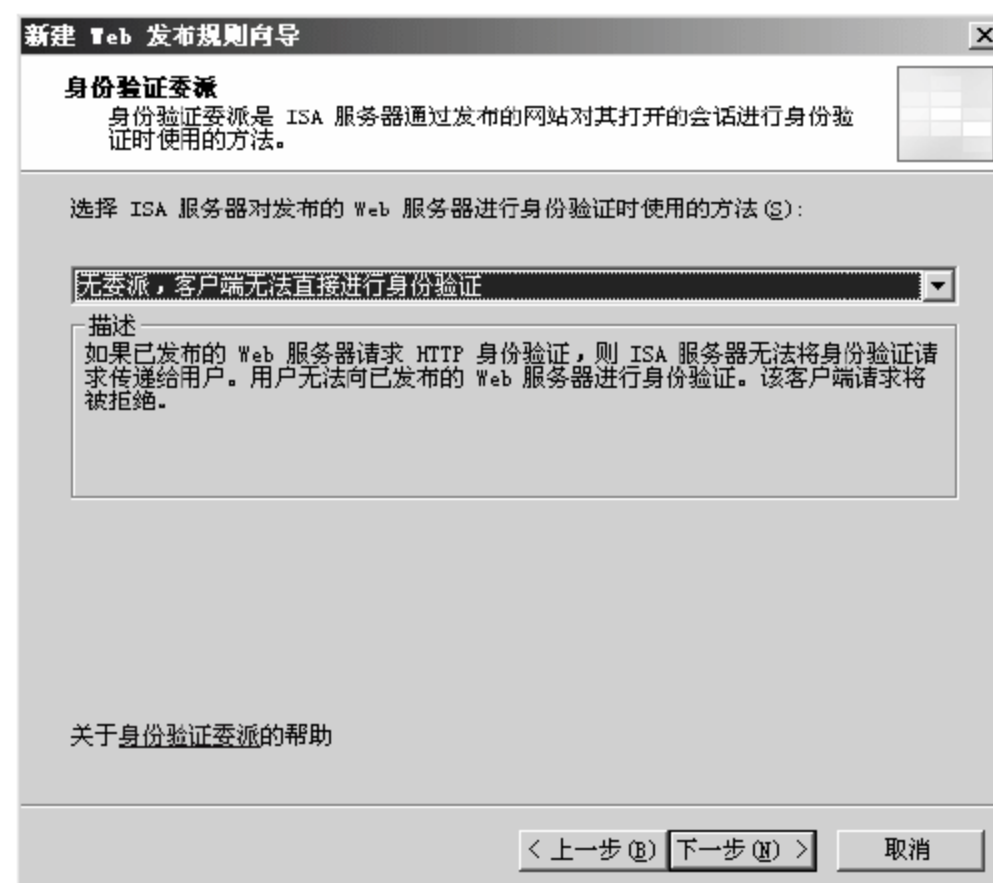 新建 Web 发布规则向导
身份验证委派
身份验证委派是 ISA 服务器通过发布的网站对其打开的会话进行身份验
证时使用的方法。
选择 ISA 服务器对发布的 Web 服务器进行身份验证时使用的方法(S):
无委派，客户端无法直接进行身份验证
描述
如果已发布的 Web 服务器请求 HTTP 身份验证，则 ISA 服务器无法将身份验证请
求传递给用户。用户无法向已发布的 Web 服务器进行身份验证。该客户端请求将
被拒绝。
关于身份验证委派的帮助
< 上一步(B) 下一步(N) > 取消